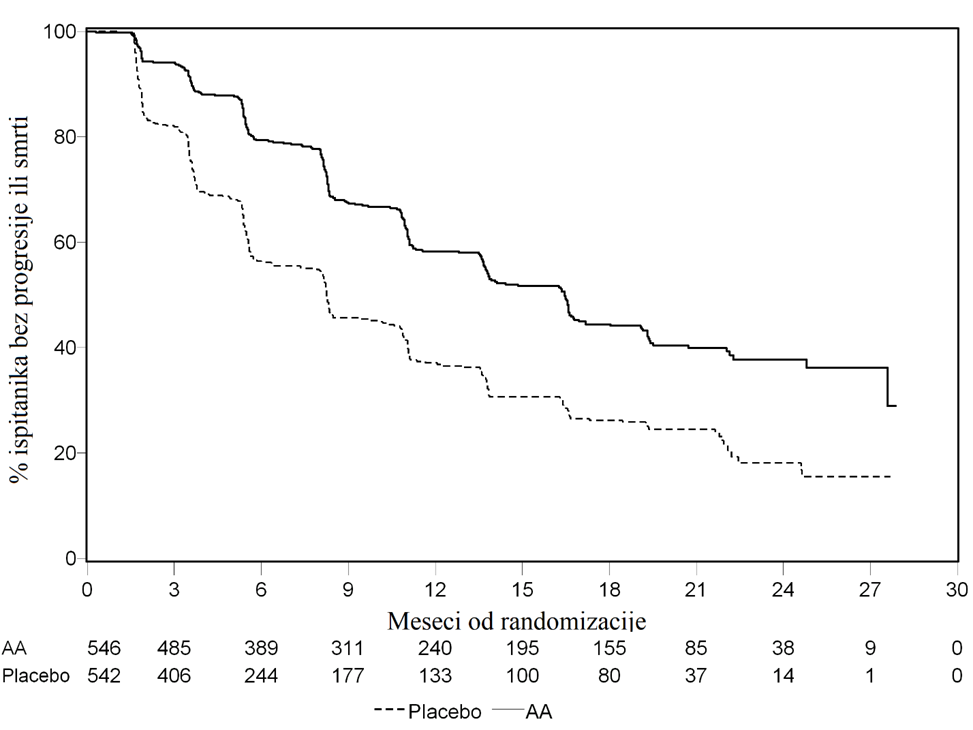 % ispitanika bez progresije ili smrti
100
80
60
40
20
0
0 3 6 9 12 15 18 21 24 27 30
Meseci od randomizacije
AA 546 485 389 311 240 195 155 85 38 9 0
Placebo 542 406 244 177 133 100 80 37 14 1 0
Placebo AA